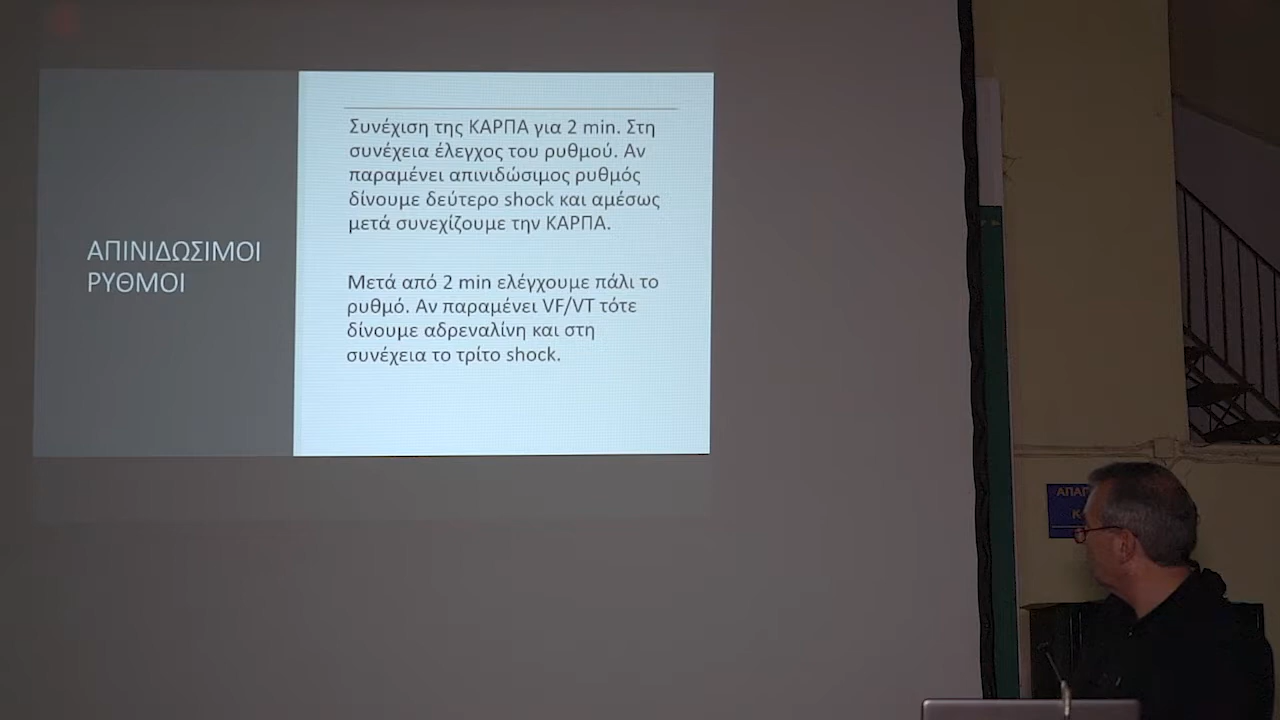 ΑΠΙΝΙΔΩΣΙΜΟΙ
ΡΥΘΜΟΙ
Συνέχιση της ΚΑΡΠΑ για 2 min. Στη
συνέχεια έλεγχος του ρυθμού. Αν
παραμένει απινιδώσιμος ρυθμός
δίνουμε δεύτερο shock και αμέσως
μετά συνεχίζουμε την ΚΑΡΠΑ.
Μετά από 2 min ελέγχουμε πάλι το
ρυθμό. Αν παραμένει VF/VT τότε
δίνουμε αδρεναλίνη και στη
συνέχεια το τρίτο shock.